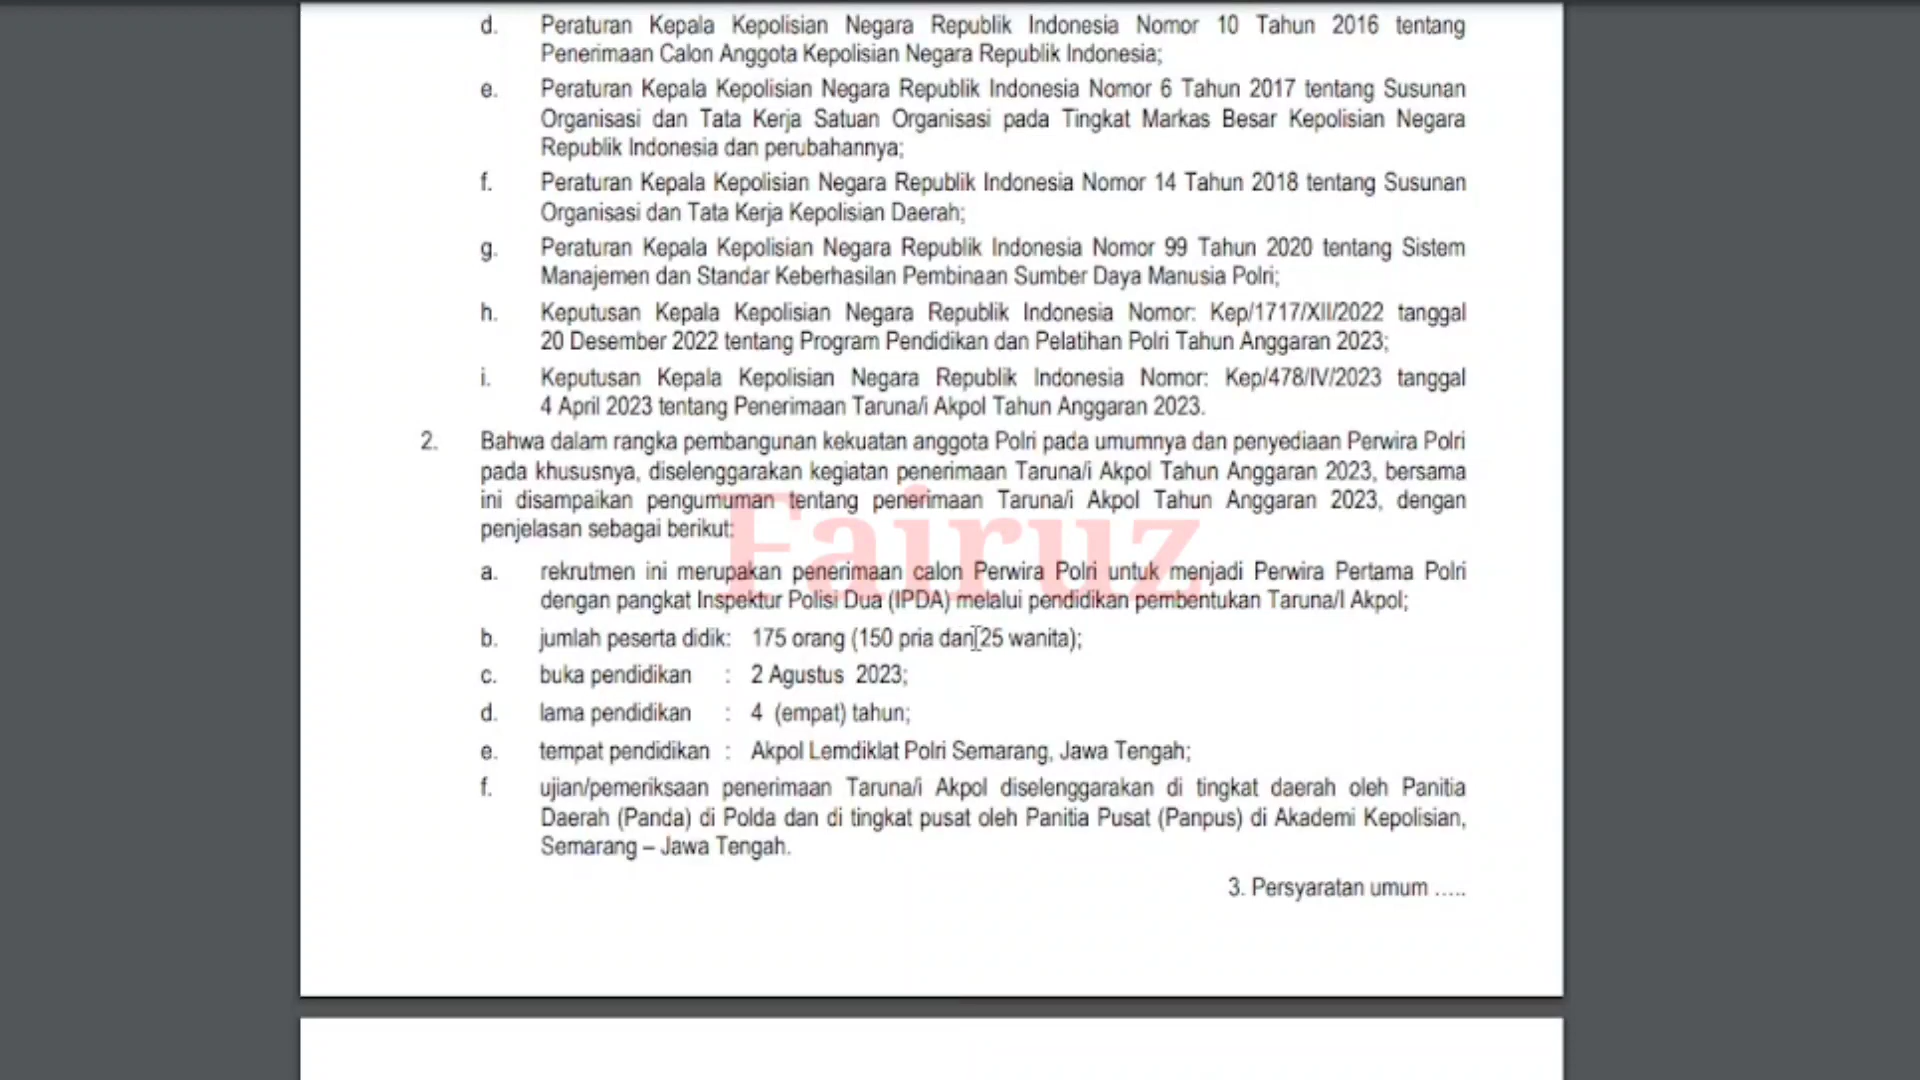 d. Peraturan Kepala Kepolisian Negara Republik Indonesia Nomor 10 Tahun 2016 tentang
Penerimaan Calon Anggota Kepolisian Negara Republik Indonesia;
e. Peraturan Kepala Kepolisian Negara Republik Indonesia Nomor 6 Tahun 2017 tentang Susunan
Organisasi dan Tata Kerja Satuan Organisasi pada Tingkat Markas Besar Kepolisian Negara
Republik Indonesia dan perubahannya;
f. Peraturan Kepala Kepolisian Negara Republik Indonesia Nomor 14 Tahun 2018 tentang Susunan
Organisasi dan Tata Kerja Kepolisian Daerah;
g. Peraturan Kepala Kepolisian Negara Republik Indonesia Nomor 99 Tahun 2020 tentang Sistem
Manajemen dan Standar Keberhasilan Pembinaan Sumber Daya Manusia Polri;
h. Keputusan Kepala Kepolisian Negara Republik Indonesia Nomor: Kep/1717/XII/2022 tanggal
20 Desember 2022 tentang Program Pendidikan dan Pelatihan Polri Tahun Anggaran 2023;
i. Keputusan Kepala Kepolisian Negara Republik Indonesia Nomor: Kep/478/IV/2023 tanggal
4 April 2023 tentang Penerimaan Taruna/i Akpol Tahun Anggaran 2023.
2. Bahwa dalam rangka pembangunan kekuatan anggota Polri pada umumnya dan penyediaan Perwira Polri
pada khususnya, diselenggarakan kegiatan penerimaan Taruna/i Akpol Tahun Anggaran 2023, bersama
ini disampaikan pengumuman tentang penerimaan Taruna/i Akpol Tahun Anggaran 2023, dengan
penjelasan sebagai berikut:
Fairuz
a. rekrutmen ini merupakan penerimaan calon Perwira Polri untuk menjadi Perwira Pertama Polri
dengan pangkat Inspektur Polisi Dua (IPDA) melalui pendidikan pembentukan Taruna/I Akpol;
b. jumlah peserta didik: 175 orang (150 pria dan 25 wanita);
c. buka pendidikan : 2 Agustus 2023;
d. lama pendidikan : 4 (empat) tahun;
e. tempat pendidikan : Akpol Lemdiklat Polri Semarang, Jawa Tengah;
f. ujian/pemeriksaan penerimaan Taruna/i Akpol diselenggarakan di tingkat daerah oleh Panitia
Daerah (Panda) di Polda dan di tingkat pusat oleh Panitia Pusat (Panpus) di Akademi Kepolisian,
Semarang – Jawa Tengah.
3. Persyaratan umum .....